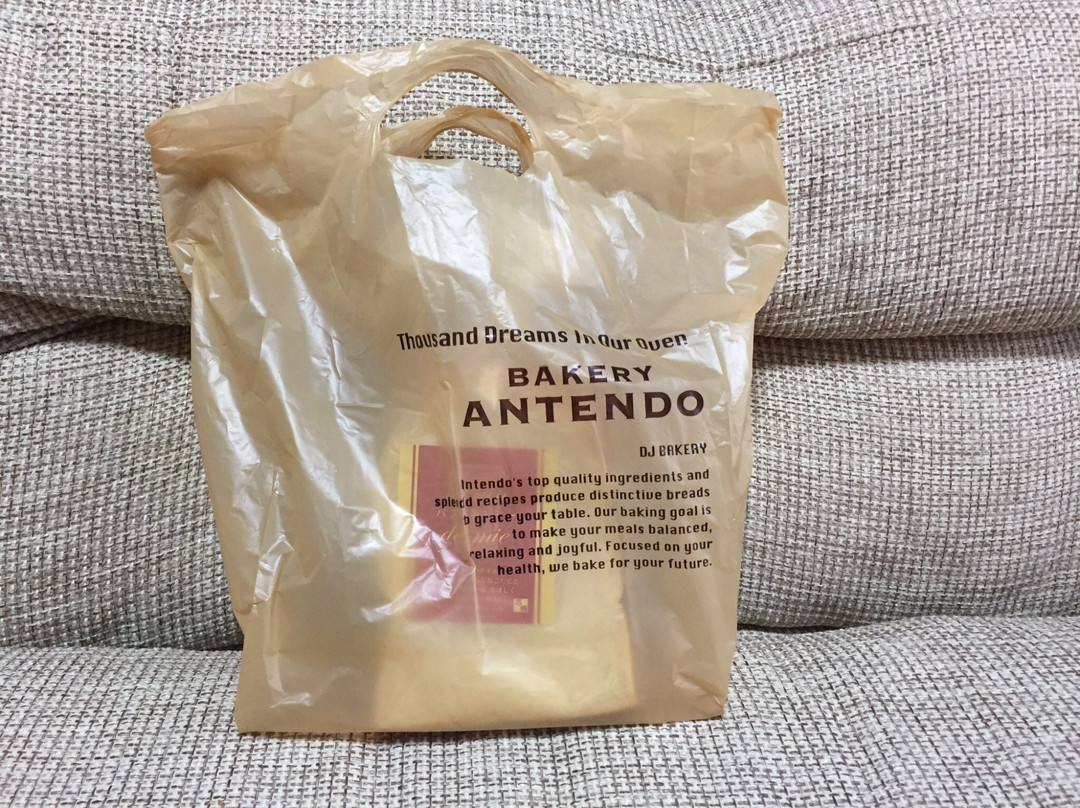 Thousand Dreams In Our Oven
BAKERY
ANTENDO
DJ BAKERY
Intendo's top quality ingredients and
recipes produce distinctive breads
grace your table. Our baking goal is
to make your meals balanced,
relaxing and joyful. Focused on your
health, we bake for your future.